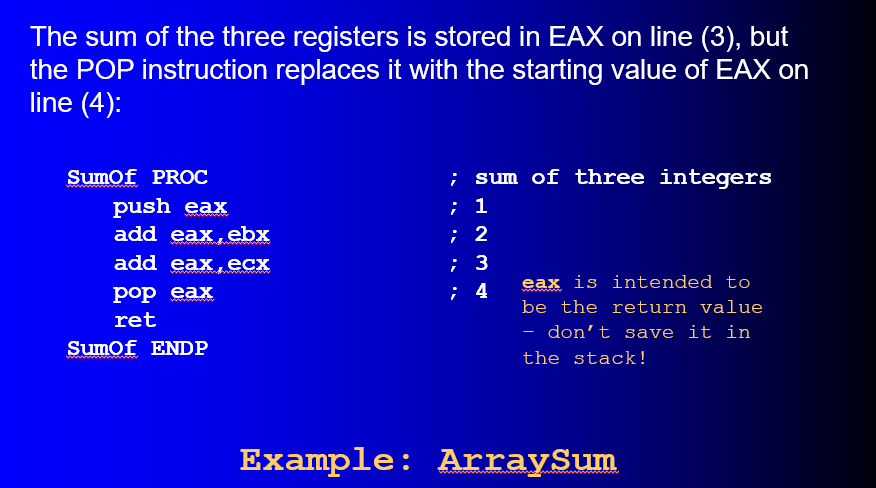 The sum of the three registers is stored in EAX on line (3), but
the POP instruction replaces it with the starting value of EAX on
line (4):
SumOf PROC ; sum of three integers
push eax ; 1
add eax,ebx ; 2
add eax,ecx ; 3
pop eax ; 4
ret
SumOf ENDP
eax is intended to
be the return value
– don’t save it in
the stack!
Example: ArraySum